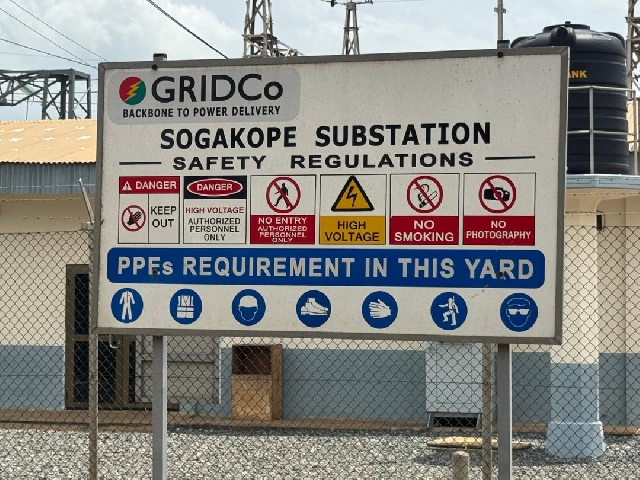 GRIDCo
BACKBONE TO POWER DELIVERY
SOGAKOPE SUBSTATION
SAFETY REGULATIONS
DANGER
KEEP
OUT
DANGER
HIGH VOLTAGE
AUTHORIZED
PERSONNEL
ONLY
NO ENTRY
AUTHORIZED
PERSONNEL ONLY
HIGH
VOLTAGE
NO
SMOKING
NO
PHOTOGRAPHY
PPEs REQUIREMENT IN THIS YARD